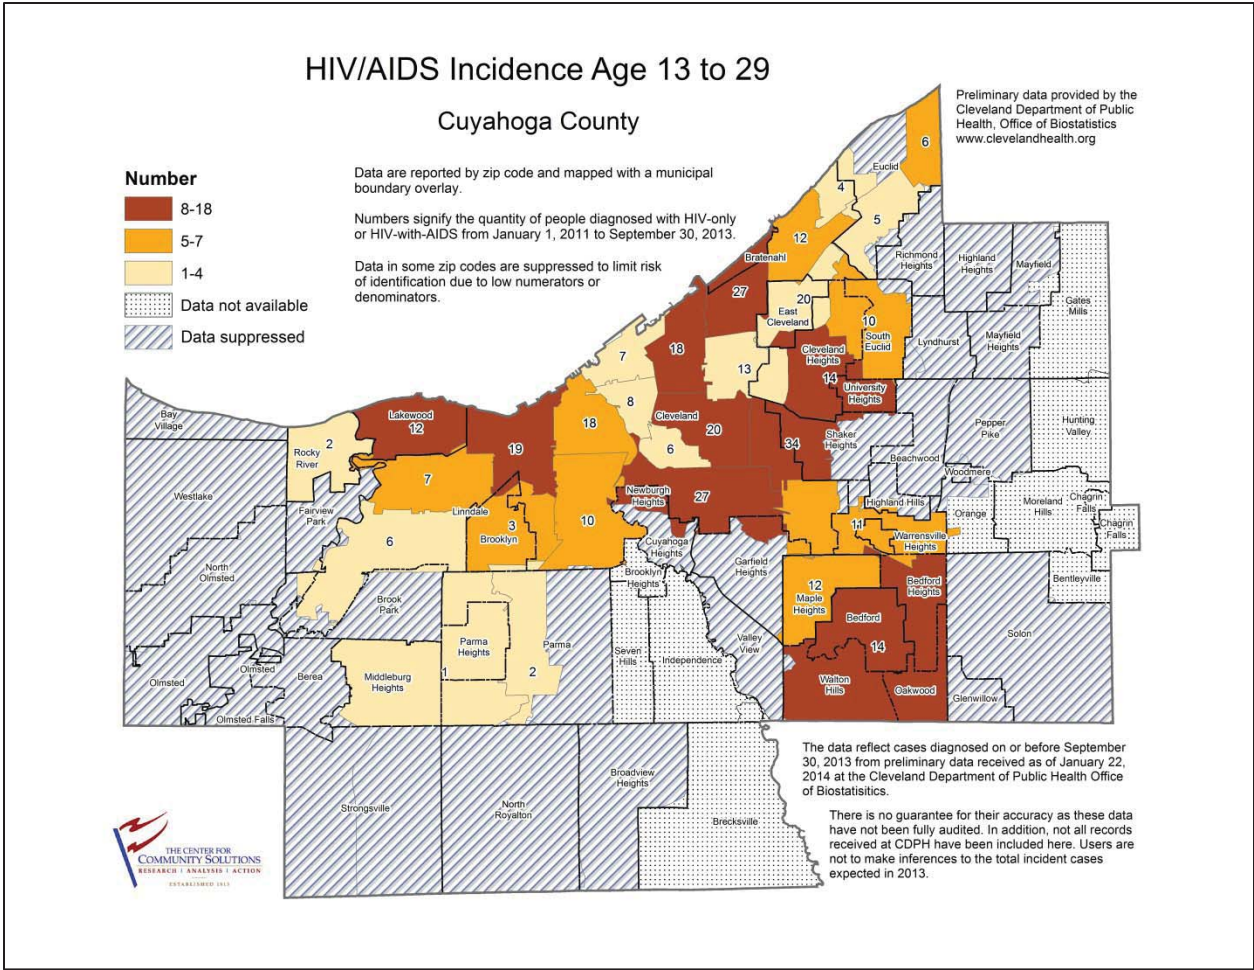 HIV/AIDS Incidence Age 13 to 29
Cuyahoga County
Preliminary data provided by the
Cleveland Department of Public
Health, Office of Biostatistics
www.clevelandhealth.org
Number
8-18
5-7
1-4
Data not available
Data suppressed
Data are reported by zip code and mapped with a municipal
boundary overlay.
Numbers signify the quantity of people diagnosed with HIV-only
or HIV-with-AIDS from January 1, 2011 to September 30, 2013.
Data in some zip codes are suppressed to limit risk
of identification due to low numerators or
denominators.
6
Euclid
4
5
12
Bratenahl
Richmond
Heights
Highland
Heights
Mayfield
Gates
Mills
27
20
East
Cleveland
10
South
Euclid
Lyndhurst
Mayfield
Heights
7
18
13
Cleveland
Heights
14
University
Heights
Bay
Village
Lakewood
12
18
8
Cleveland
20
34
Shaker
Heights
Pepper
Pike
Hunting
Valley
2
Rocky
River
19
6
Beachwood
Woodmere
Westlake
7
Newburgh
Heights
27
Highland Hills
Orange
Moreland
Hills
Chagrin
Falls
Chagrin
Falls
Fairview
Park
Linndale
3
Brooklyn
10
11
Warrensville
Heights
6
Cuyahoga
Heights
Garfield
Heights
North
Olmsted
Brook
Park
Brooklyn
Heights
12
Maple
Heights
Bedford
Heights
Bentleyville
Parma
Heights
Parma
Seven
Hills
Independence
Valley
View
Bedford
14
Solon
Olmsted
Olmsted
Berea
Middleburg
Heights
1
2
Walton
Hills
Oakwood
Glenwillow
Olmsted Falls
Strongsville
North
Royalton
Broadview
Heights
Brecksville
The data reflect cases diagnosed on or before September
30, 2013 from preliminary data received as of January 22,
2014 at the Cleveland Department of Public Health Office
of Biostatisitics.
There is no guarantee for their accuracy as these data
have not been fully audited. In addition, not all records
received at CDPH have been included here. Users are
not to make inferences to the total incident cases
expected in 2013.
THE CENTER FOR
COMMUNITY SOLUTIONS
RESEARCH | ANALYSIS | ACTION
ESTABLISHED 1913